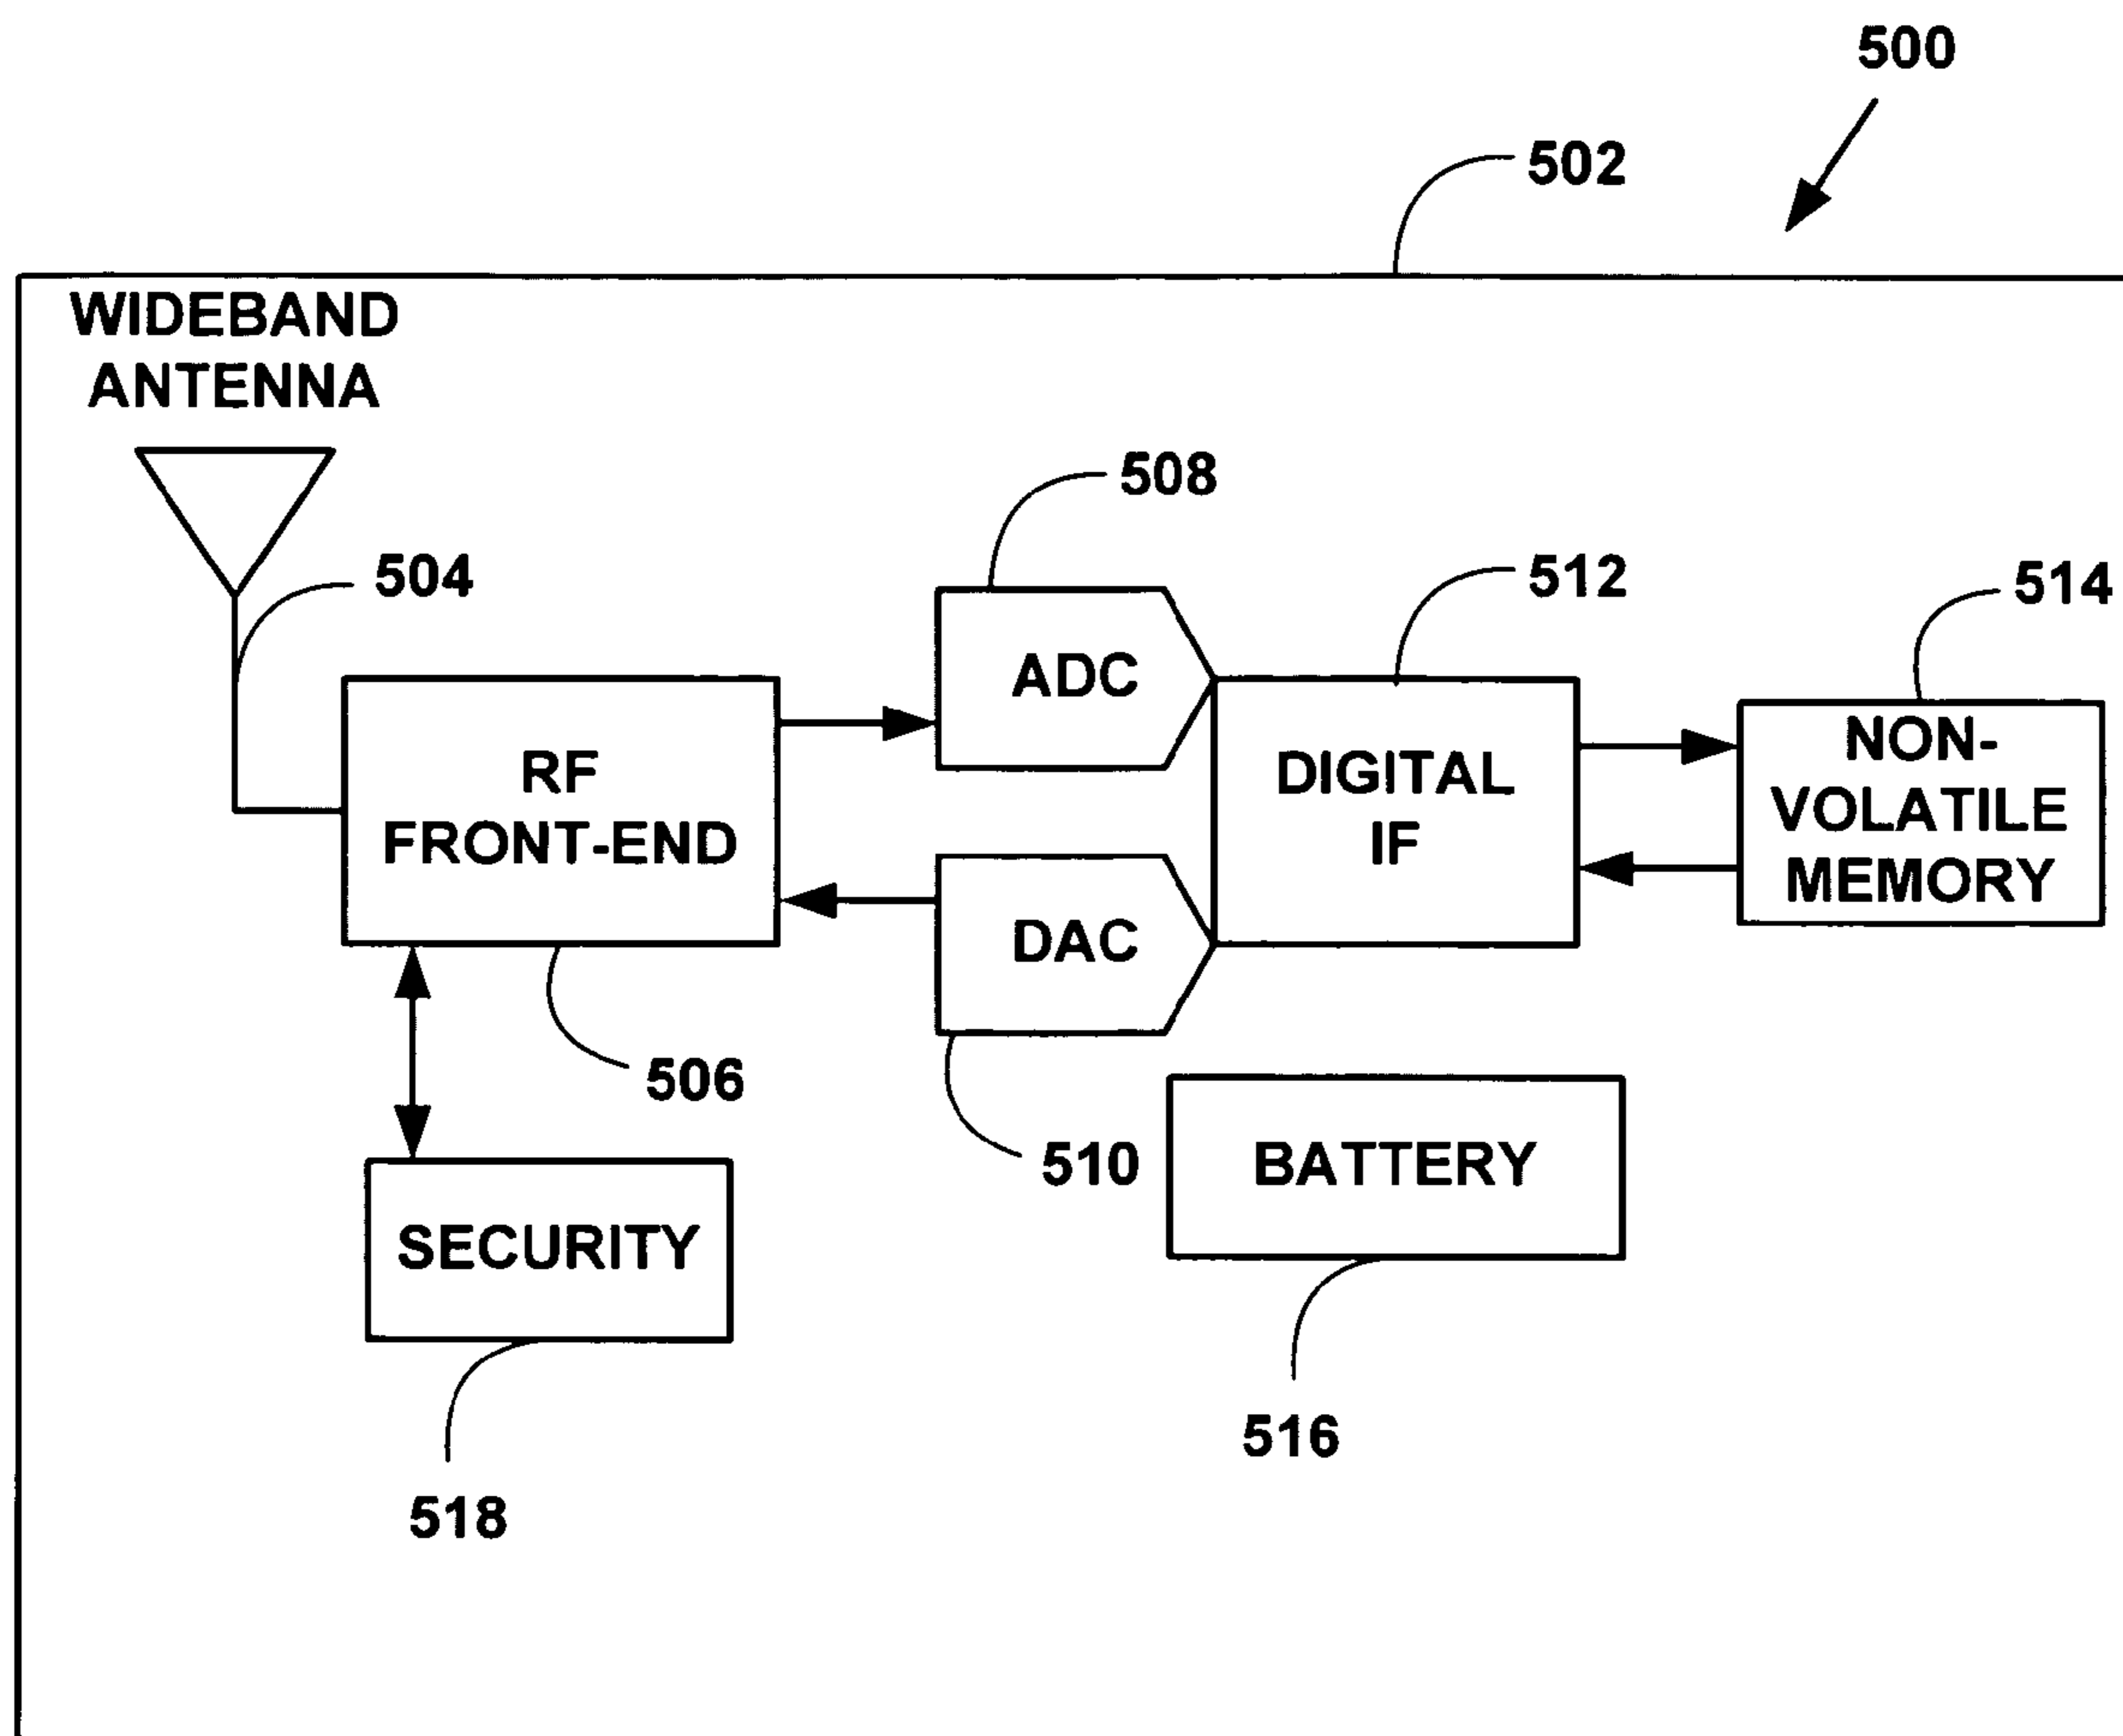 500
502
WIDEBAND
ANTENNA
508
504
512
514
ADC
RF
FRONT-END
DIGITAL
IF
NON-
VOLATILE
MEMORY
DAC
506
510
BATTERY
SECURITY
516
518